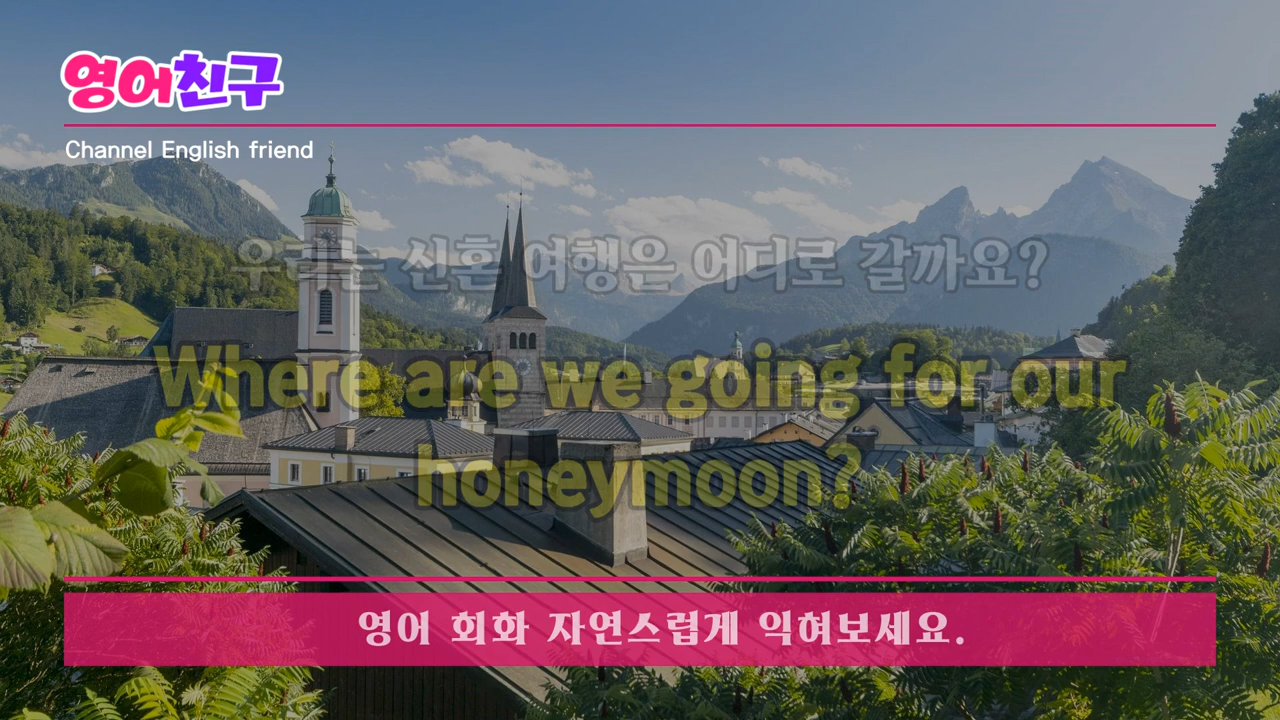 영어친구
Channel English friend
우리는 신혼 여행은 어디로 갈까요?
Where are we going for our
honeymoon?
영어 회화 자연스럽게 익혀보세요.